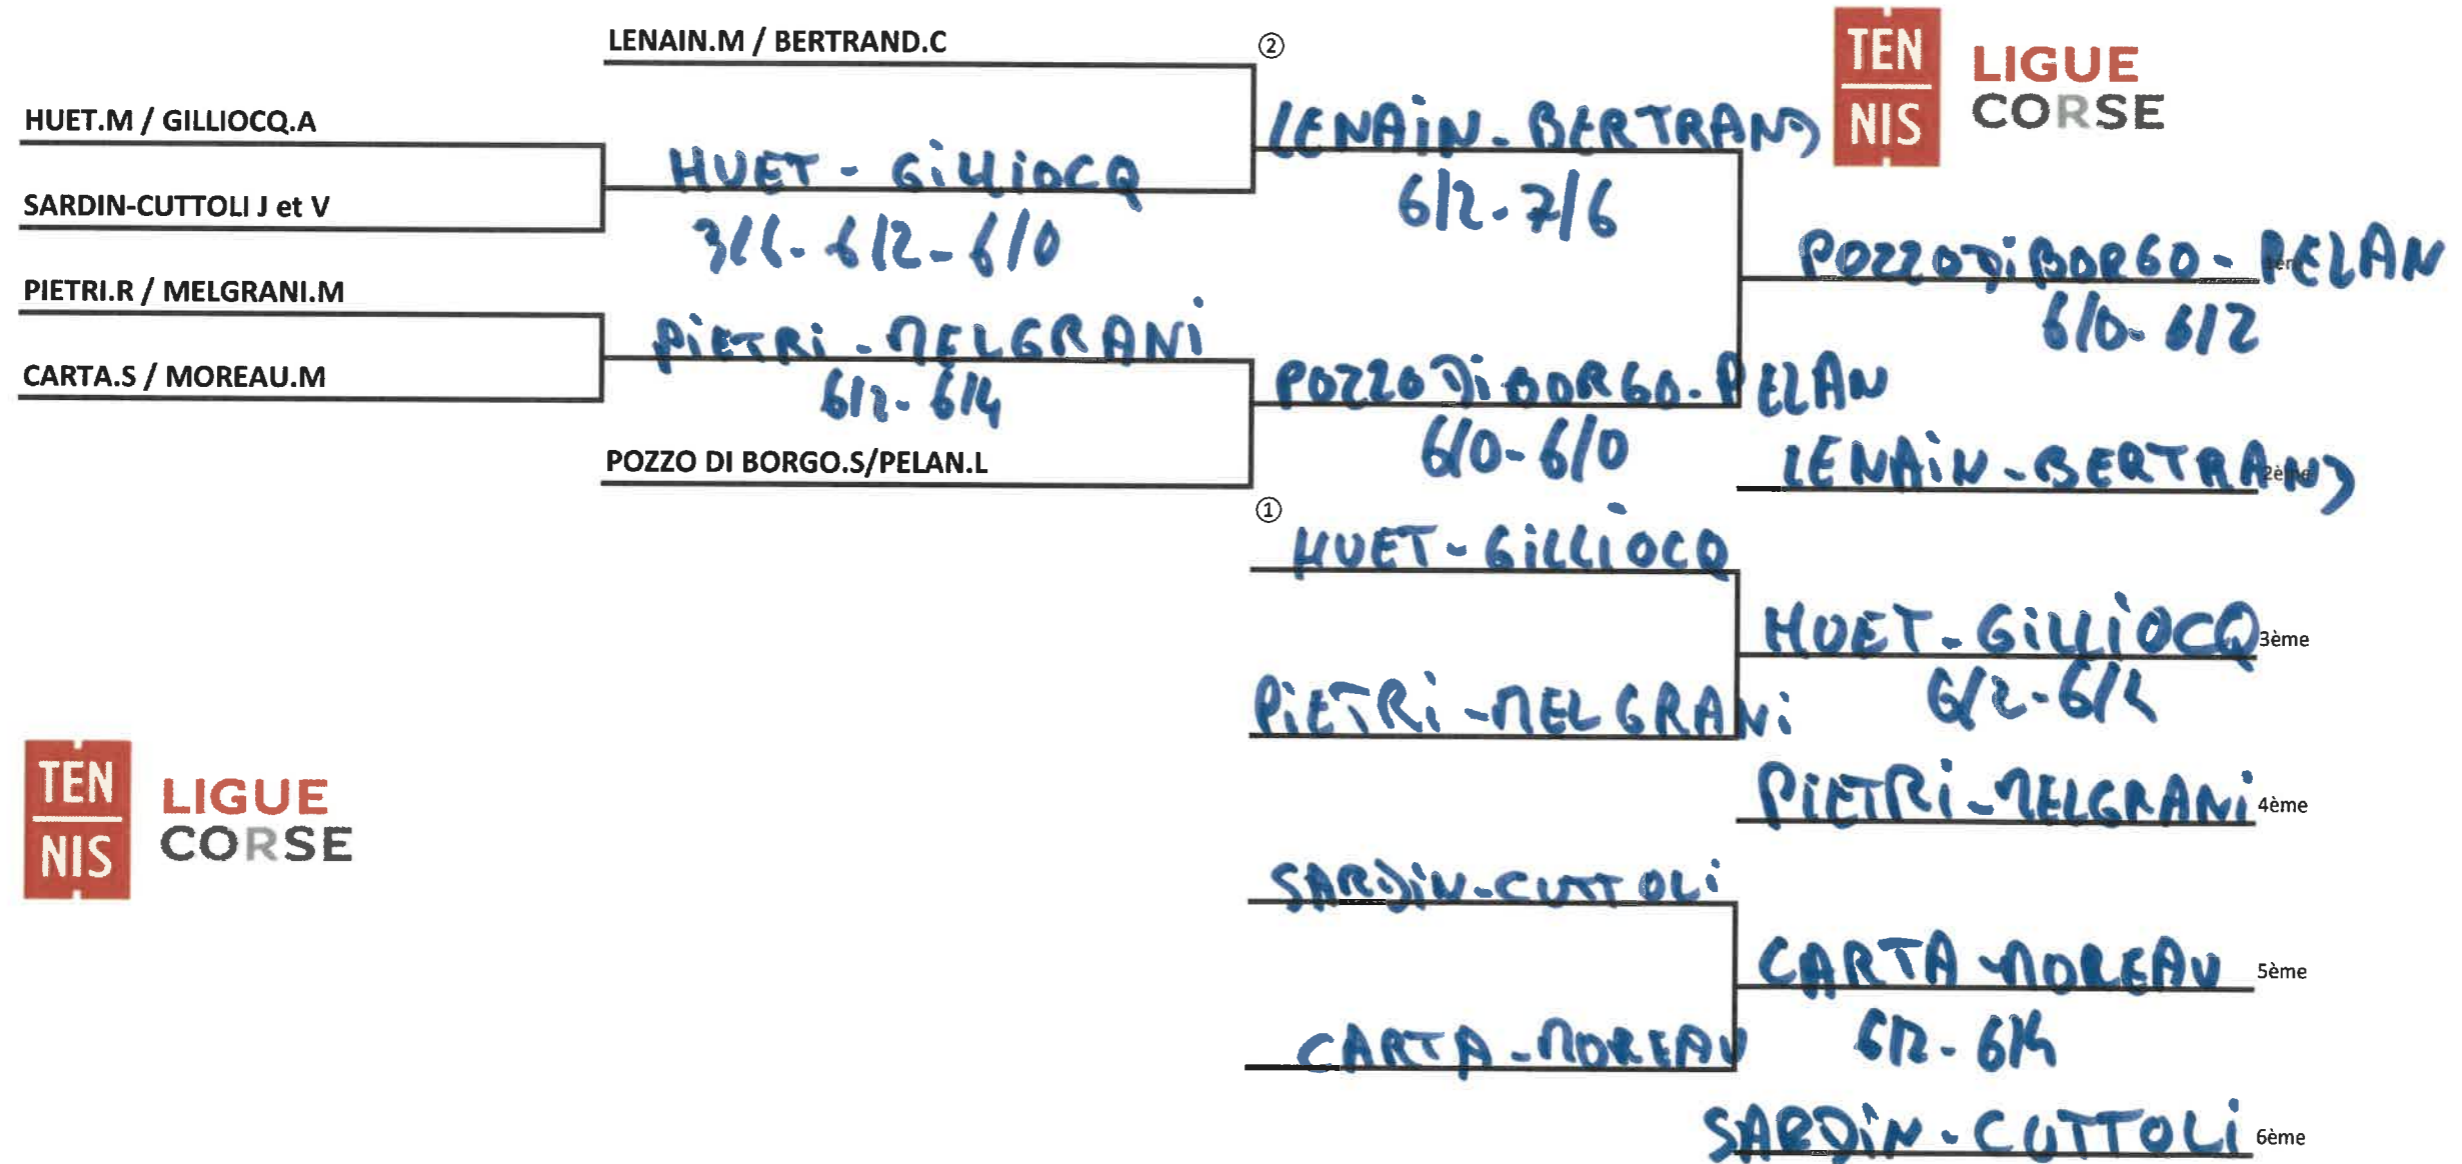 LENAIN.M / BERTRAND.C
②
TEN
NIS
LIGUE
CORSE
HUET.M / GILLIOCQ.A
LENAIN - BERTRAND
HUET - GILLIOCQ
6/2 - 7/6
SARDIN-CUTTOLI J et V
3/6 - 6/2 - 6/0
POZZO DI BORGO - PELAN
6/0 - 6/2
PIETRI.R / MELGRANI.M
PIETRI - MELGRANI
CARTA.S / MOREAU.M
6/2 - 6/4
POZZO DI BORGO - PELAN
6/0 - 6/0
POZZO DI BORGO.S/PELAN.L
LENAIN - BERTRAND
①
HUET - GILLIOCQ
HUET - GILLIOCQ 3ème
6/2 - 6/4
PIETRI - MELGRANI
PIETRI - MELGRANI 4ème
TEN
NIS
LIGUE
CORSE
SARDIN - CUTTOLI
CARTA - MOREAU 5ème
6/2 - 6/4
CARTA - MOREAU
SARDIN - CUTTOLI 6ème